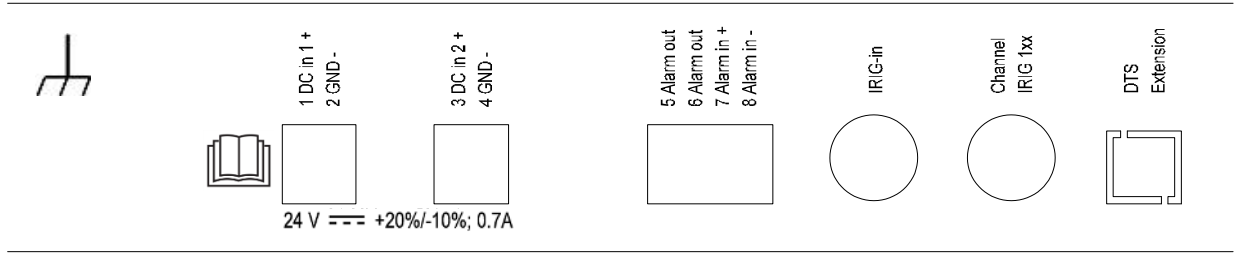 1 DC in 1 +
2 GND -
3 DC in 2 +
4 GND -
5 Alarm out
6 Alarm out
7 Alarm in +
8 Alarm in -
IRIG-in
Channel
IRIG 1xx
DTS
Extension
24 V ⎓ +20%/-10%; 0.7A